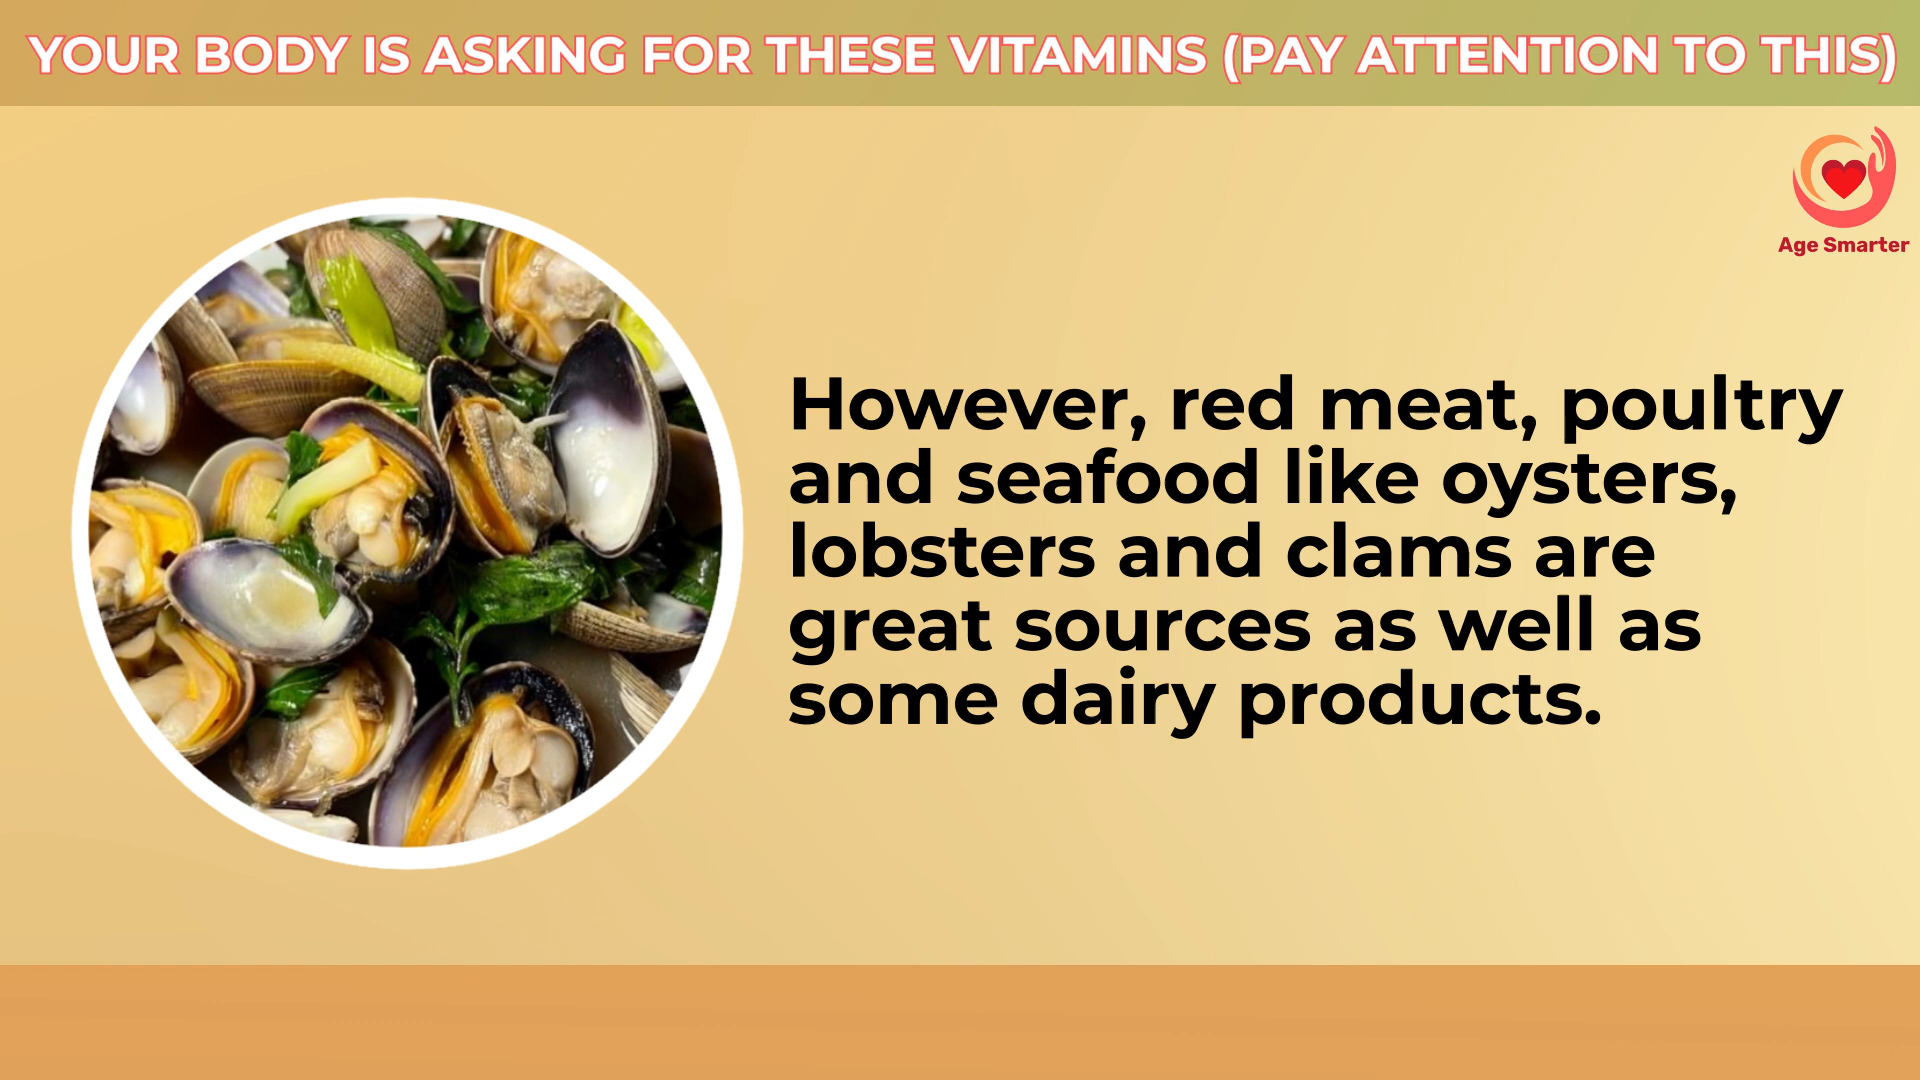 YOUR BODY IS ASKING FOR THESE VITAMINS (PAY ATTENTION TO THIS)
Age Smarter
However, red meat, poultry
and seafood like oysters,
lobsters and clams are
great sources as well as
some dairy products.